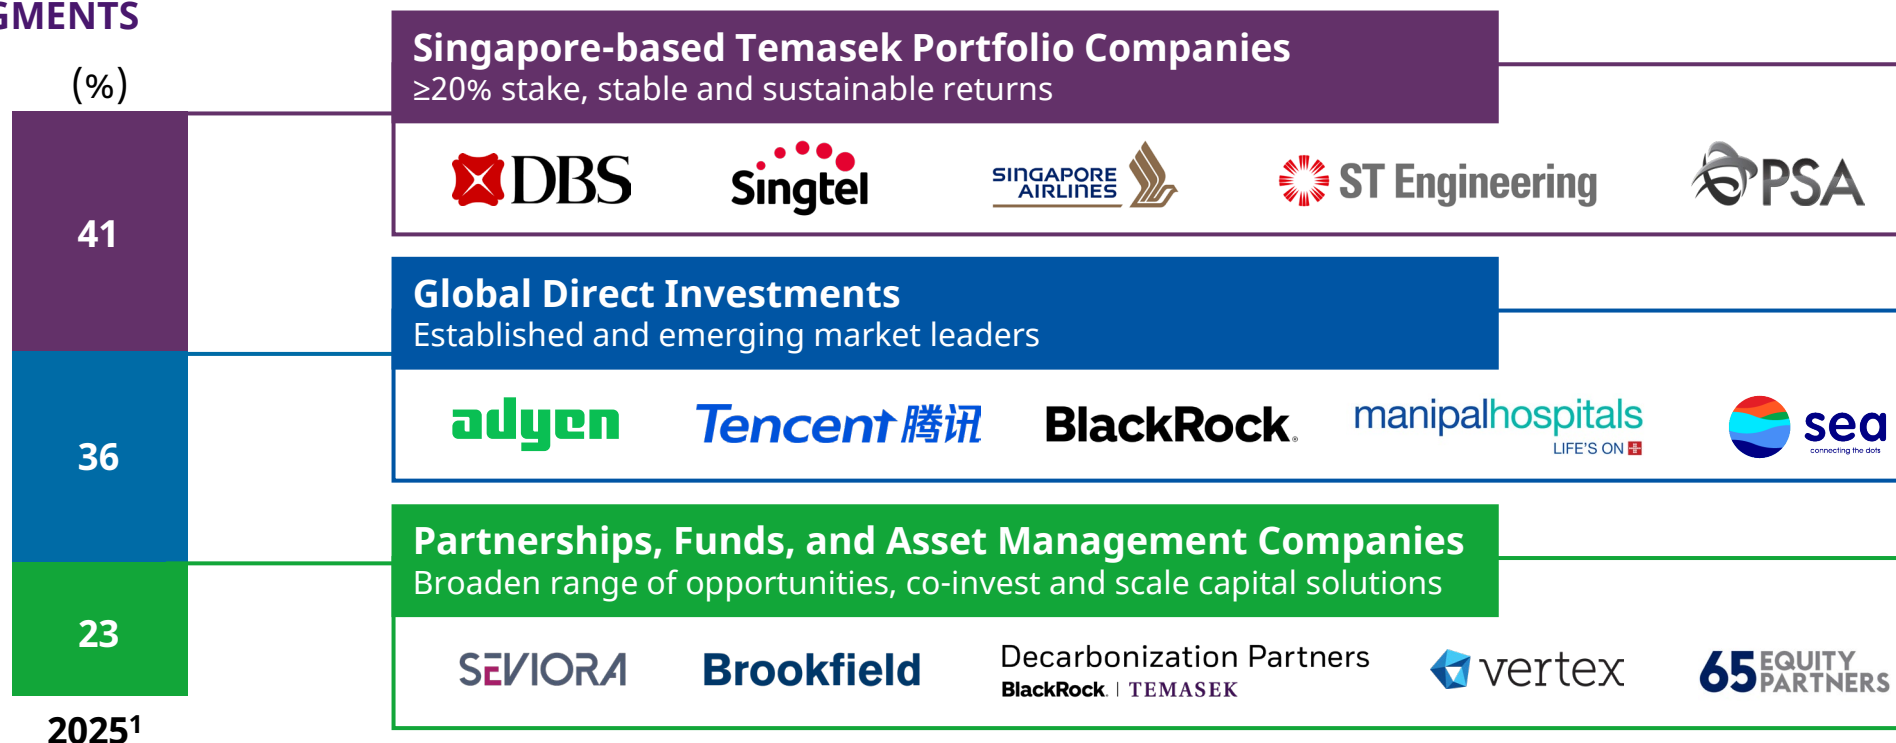 GMENTS
(%)
41
36
23
2025¹
Singapore-based Temasek Portfolio Companies
≥20% stake, stable and sustainable returns
DBS
Singtel
SINGAPORE
AIRLINES
ST Engineering
PSA
Global Direct Investments
Established and emerging market leaders
adyen
Tencent 腾讯
BlackRock®
manipalhospitals
LIFE'S ON
sea
connecting the dots
Partnerships, Funds, and Asset Management Companies
Broaden range of opportunities, co-invest and scale capital solutions
SEVIORA
Brookfield
Decarbonization Partners
BlackRock. | TEMASEK
vertex
65 EQUITY
PARTNERS